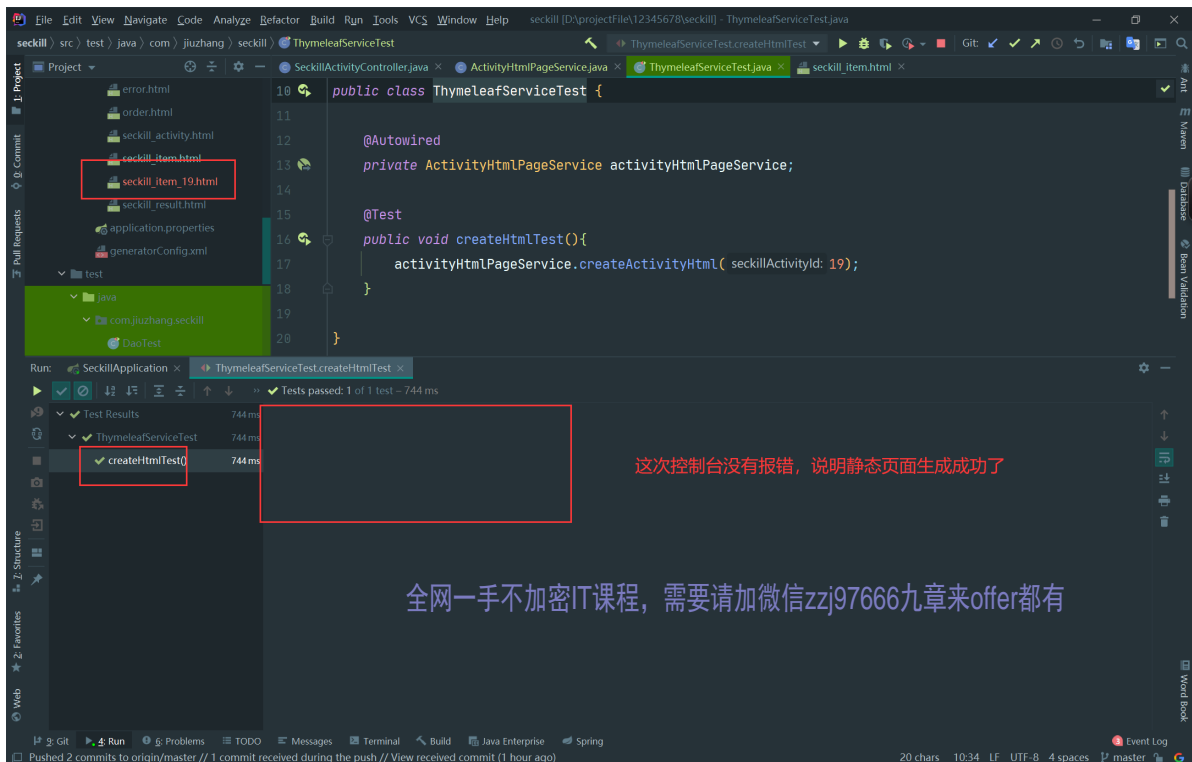 File Edit View Navigate Code Analyze Refactor Build Run Tools VCS Window Help seckill [D:\projectFile\12345678\seckill] - ThymeleafServiceTest.java
seckill src test java com jiuzhang seckill ThymeleafServiceTest ThymeleafServiceTest.createHtmlTest Git:
1: Project
0: Commit
Pull Requests
Project
SeckillActivityController.java ActivityHtmlPageService.java ThymeleafServiceTest.java seckill_item.html
error.html
order.html
seckill_activity.html
seckill_item.html
seckill_item_19.html
seckill_result.html
application.properties
generatorConfig.xml
test
java
com.jiuzhang.seckill
DaoTest
10 public class ThymeleafServiceTest {
11
12 @Autowired
13 private ActivityHtmlPageService activityHtmlPageService;
14
15 @Test
16 public void createHtmlTest(){
17 activityHtmlPageService.createActivityHtml( seckillActivityId: 19);
18 }
19
20 }
Ant
Maven
Database
Bean Validation
Run: SeckillApplication ThymeleafServiceTest.createHtmlTest
Tests passed: 1 of 1 test – 744 ms
Test Results 744 ms
ThymeleafServiceTest 744 ms
createHtmlTest() 744 ms
这次控制台没有报错，说明静态页面生成成功了
全网一手不加密IT课程，需要请加微信zzj97666九章来offer都有
7: Structure
2: Favorites
Web
Word Book
9: Git 4: Run 6: Problems TODO Messages Terminal Build Java Enterprise Spring 3 Event Log
Pushed 2 commits to origin/master // 1 commit received during the push // View received commit (1 hour ago) 20 chars 10:34 LF UTF-8 4 spaces master